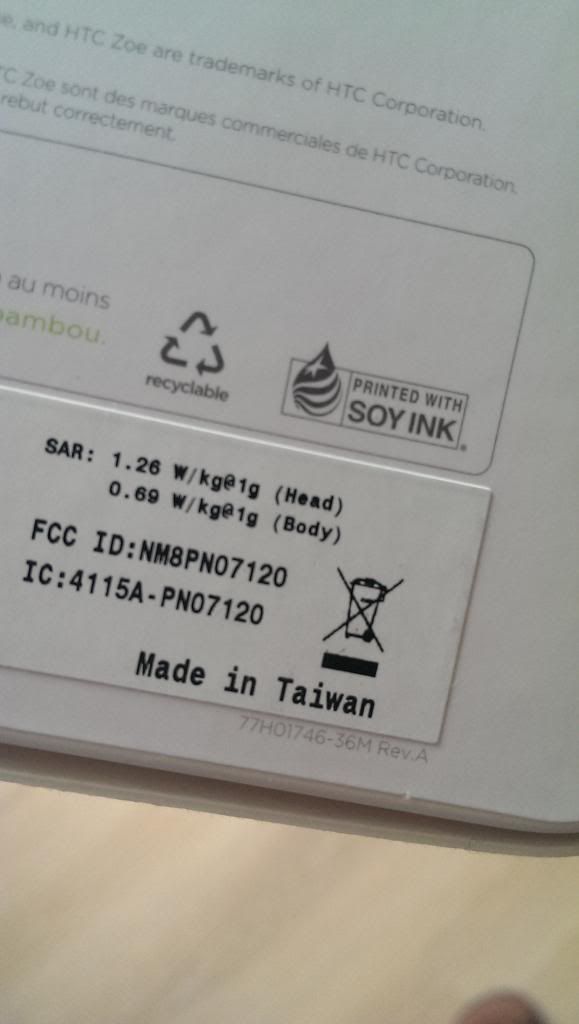 and HTC Zoe are trademarks of HTC Corporation.
Zoe sont des marques commerciales de HTC Corporation.
rebut correctement.
au moins
bambou.
recyclable
PRINTED WITH
SOY INK
SAR: 1.26 W/kg@1g (Head)
0.69 W/kg@1g (Body)
FCC ID:NM8PN07120
IC:4115A-PN07120
Made in Taiwan
77H01746-36M Rev.A